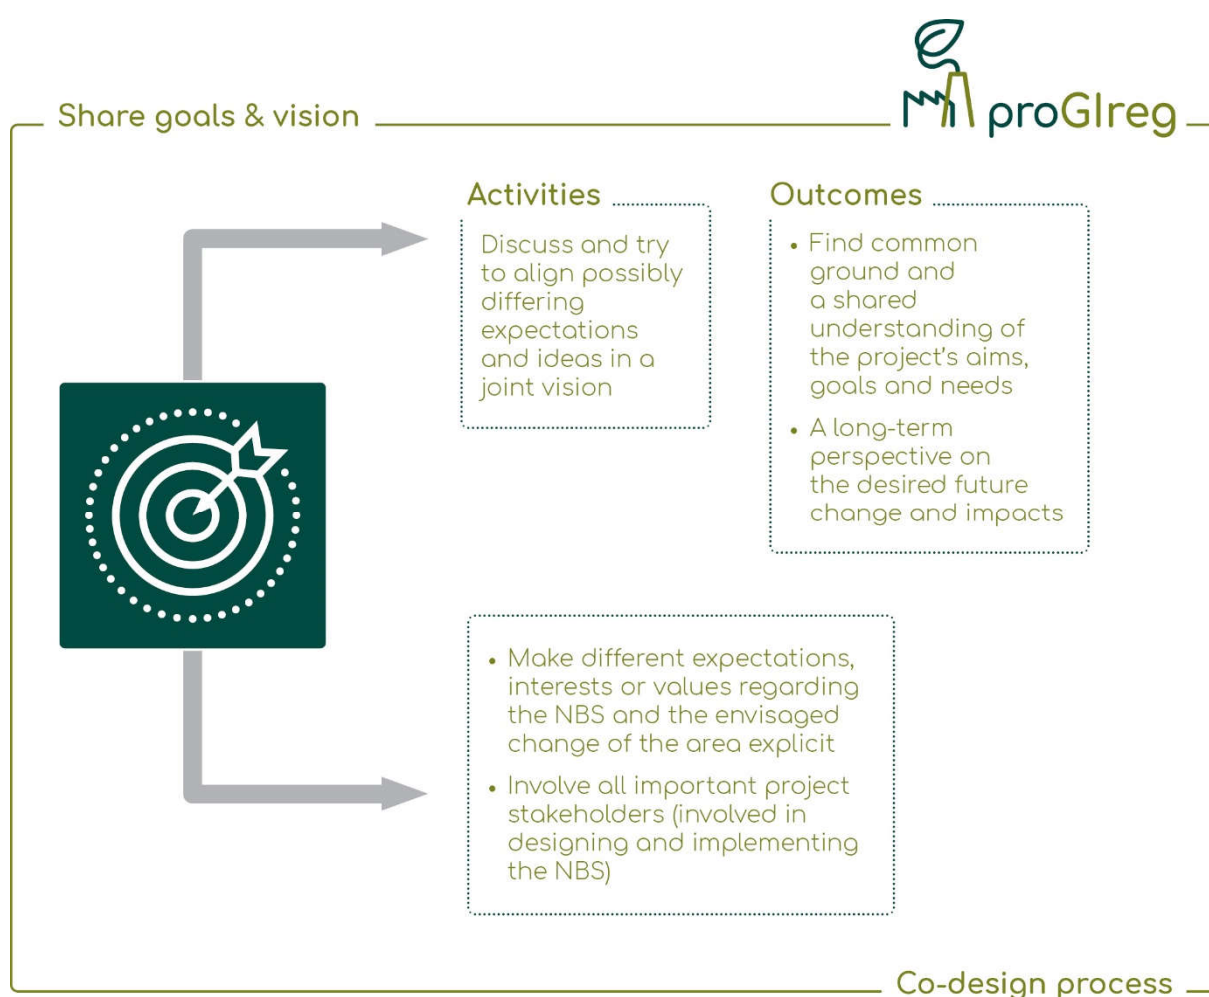 proGIreg
Share goals & vision
Activities
Discuss and try
to align possibly
differing
expectations
and ideas in a
joint vision
Outcomes
• Find common
ground and
a shared
understanding of
the project's aims,
goals and needs
• A long-term
perspective on
the desired future
change and impacts
• Make different expectations,
interests or values regarding
the NBS and the envisaged
change of the area explicit
• Involve all important project
stakeholders (involved in
designing and implementing
the NBS)
Co-design process